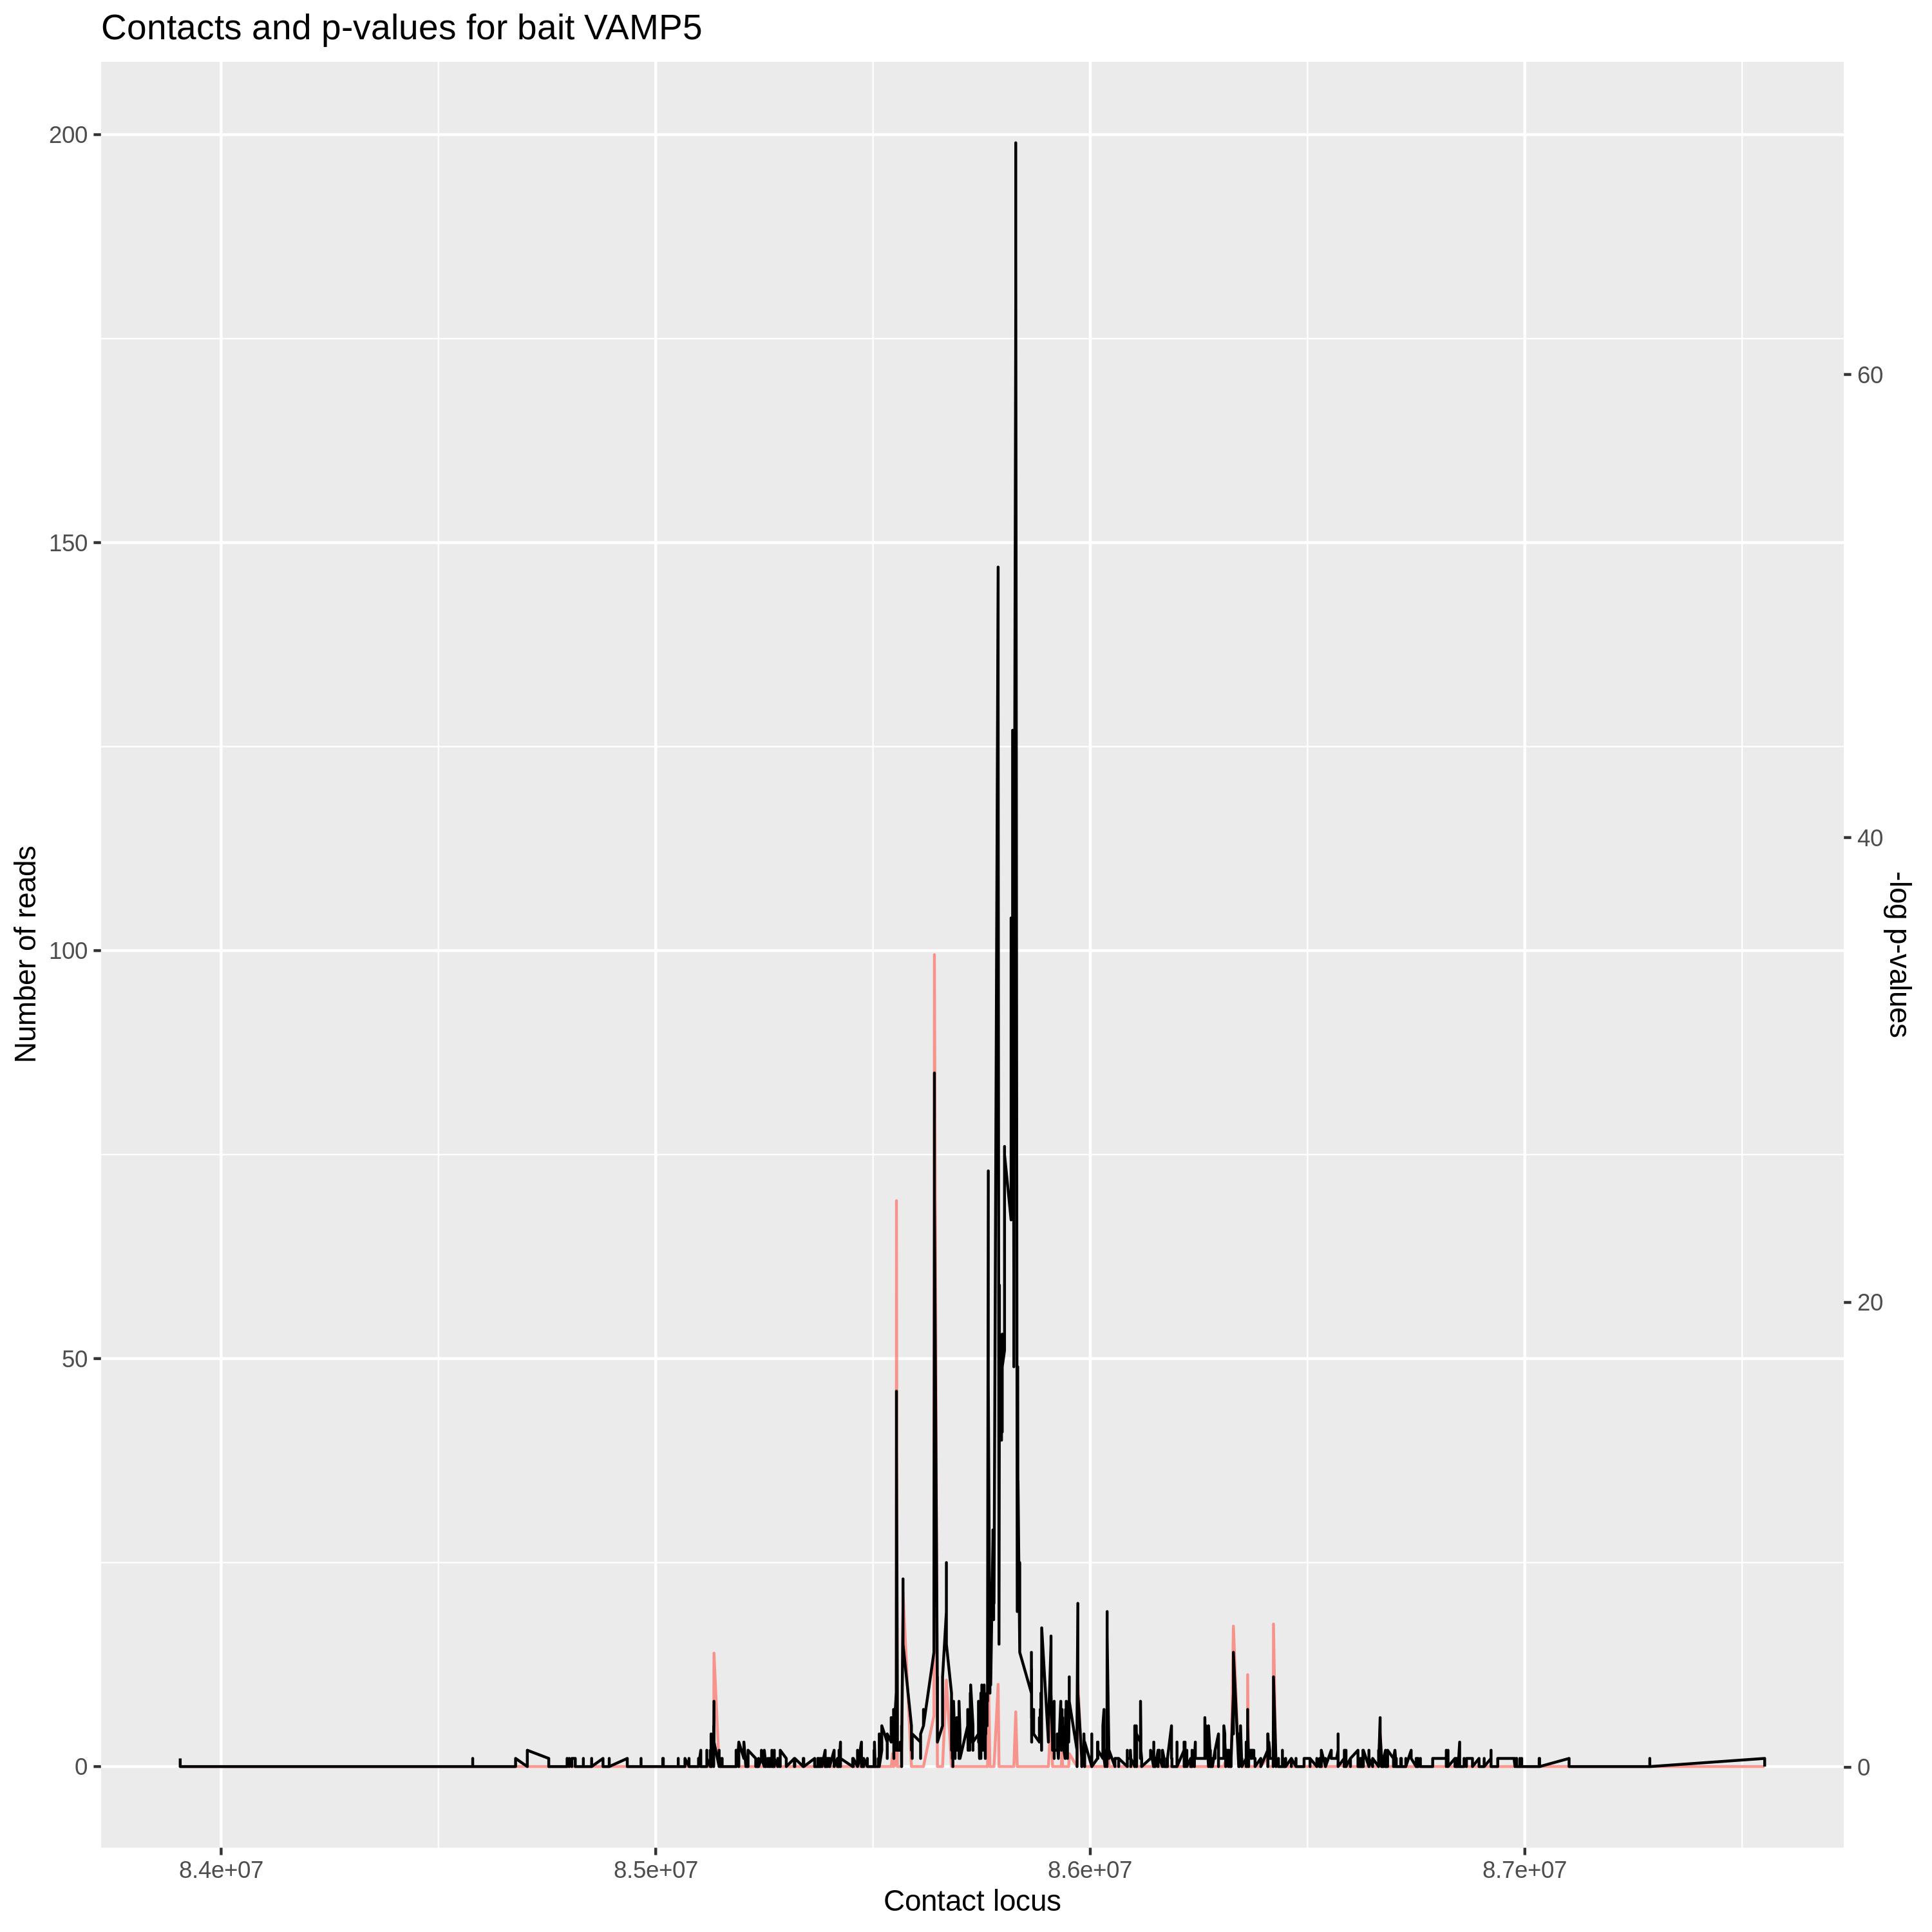 Contacts and p-values for bait VAMP5
200
150
100
50
0
60
40
20
0
Number of reads
-log p-values
8.4e+07
8.5e+07
8.6e+07
8.7e+07
Contact locus